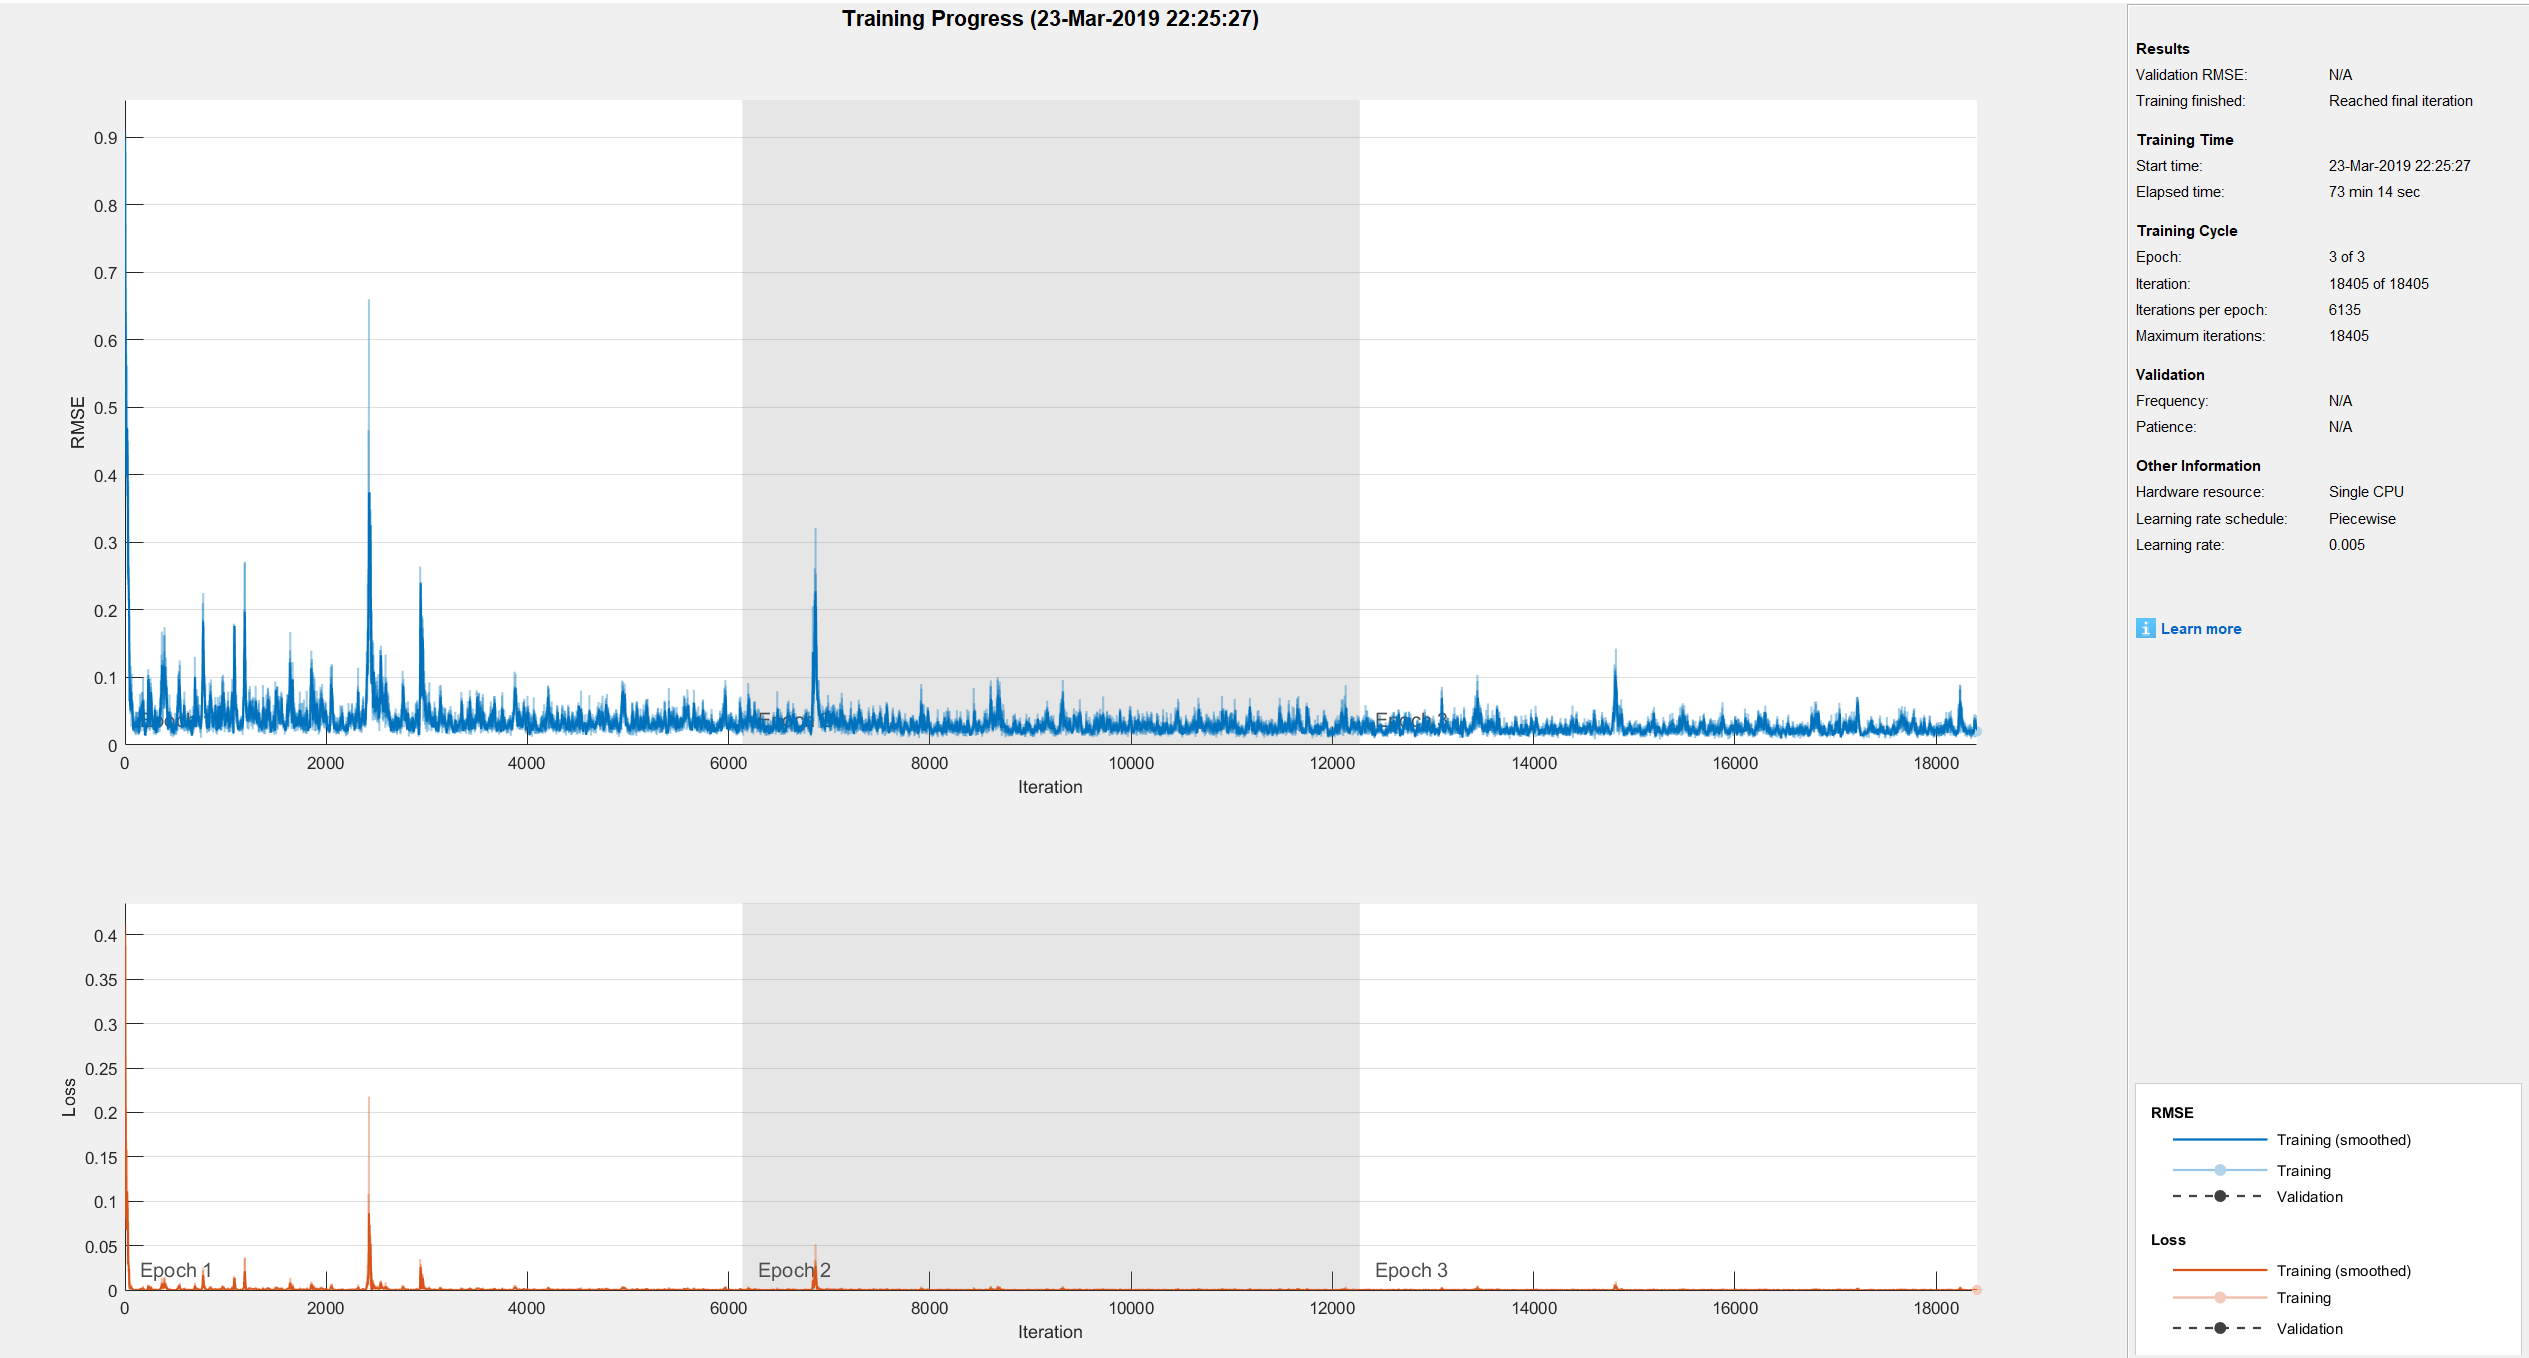 Training Progress (23-Mar-2019 22:25:27)
0.9
0.8
0.7
0.6
0.5
0.4
0.3
0.2
0.1
0
RMSE
Epoch 1
Epoch 2
Epoch 3
0 2000 4000 6000 8000 10000 12000 14000 16000 18000
Iteration
0.4
0.35
0.3
0.25
0.2
0.15
0.1
0.05
0
Loss
Epoch 1
Epoch 2
Epoch 3
0 2000 4000 6000 8000 10000 12000 14000 16000 18000
Iteration
Results
Validation RMSE: N/A
Training finished: Reached final iteration
Training Time
Start time: 23-Mar-2019 22:25:27
Elapsed time: 73 min 14 sec
Training Cycle
Epoch: 3 of 3
Iteration: 18405 of 18405
Iterations per epoch: 6135
Maximum iterations: 18405
Validation
Frequency: N/A
Patience: N/A
Other Information
Hardware resource: Single CPU
Learning rate schedule: Piecewise
Learning rate: 0.005
i Learn more
RMSE
Training (smoothed)
Training
Validation
Loss
Training (smoothed)
Training
Validation